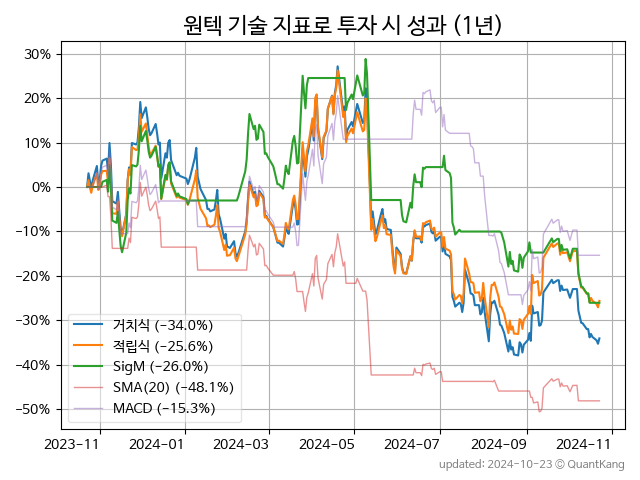 원텍 기술 지표로 투자 시 성과 (1년)
30%
20%
10%
0%
−10%
−20%
−30%
−40%
−50%
거치식 (−34.0%)
적립식 (−25.6%)
SigM (−26.0%)
SMA(20) (−48.1%)
MACD (−15.3%)
2023-11 2024-01 2024-03 2024-05 2024-07 2024-09 2024-11
updated: 2024-10-23 ⓒ QuantKang